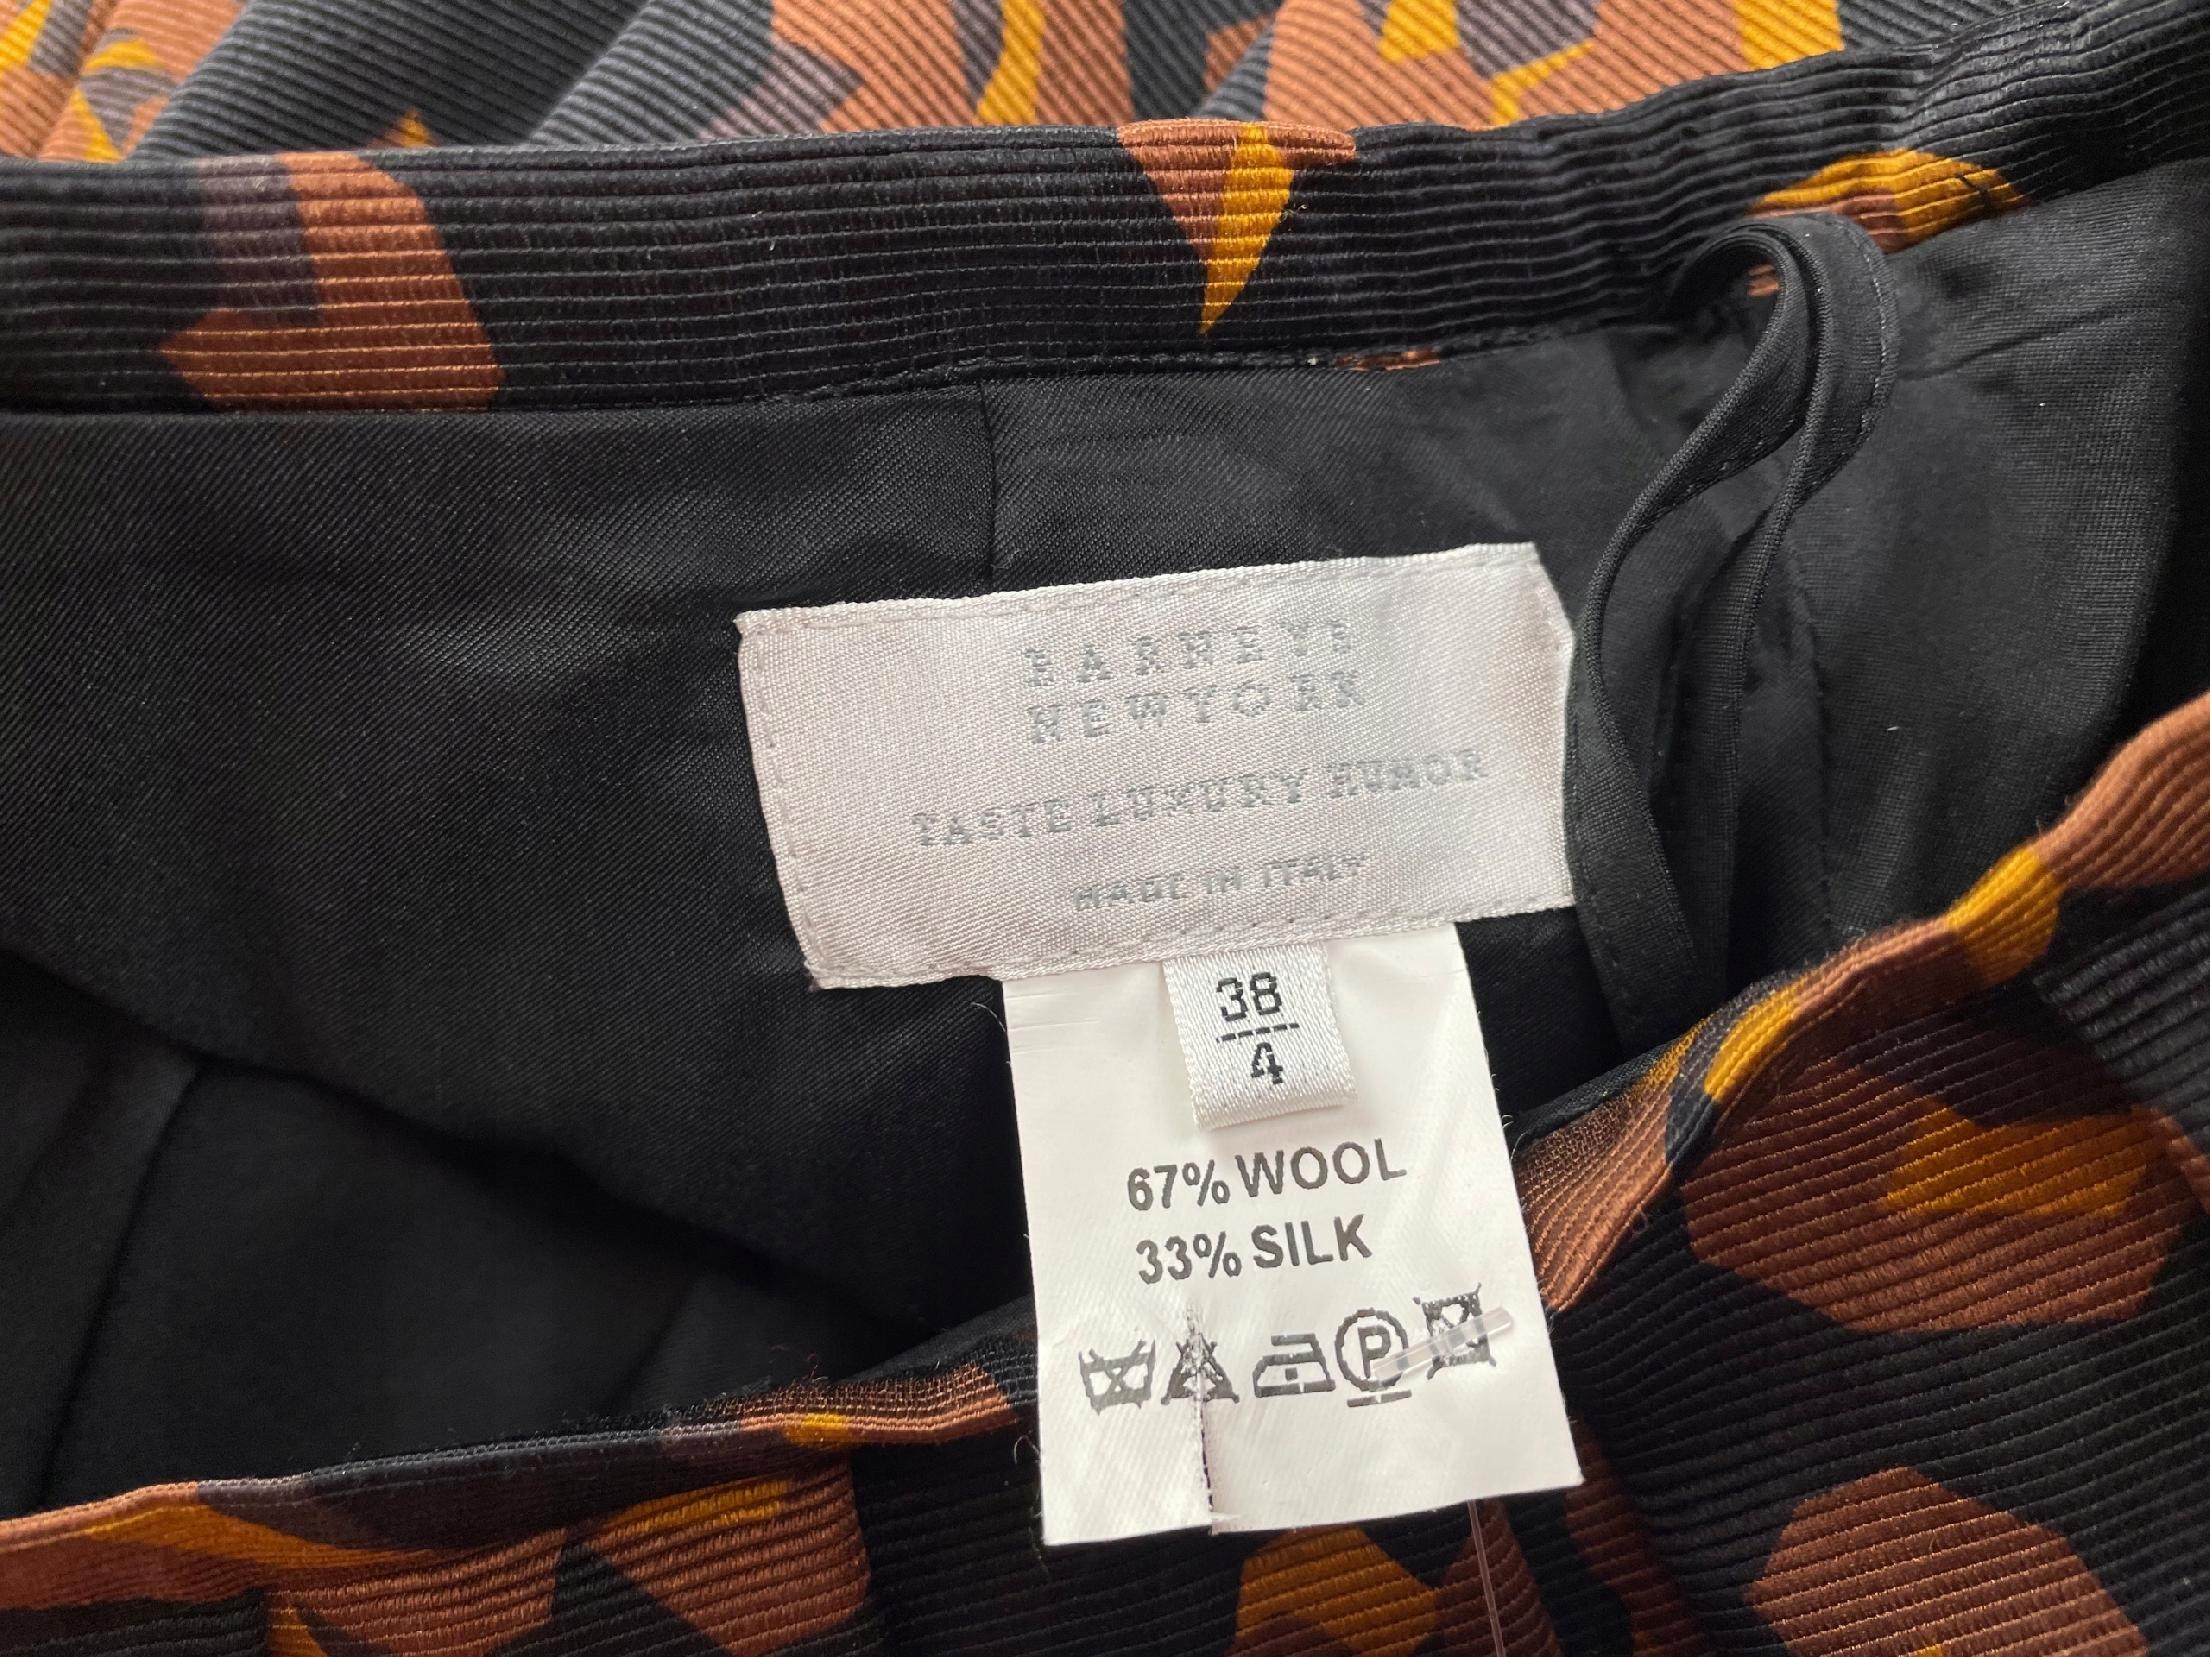 BARNEYS
NEW YORK
TASTE LUXURY HUMOR
MADE IN ITALY
38
4
67% WOOL
33% SILK
P